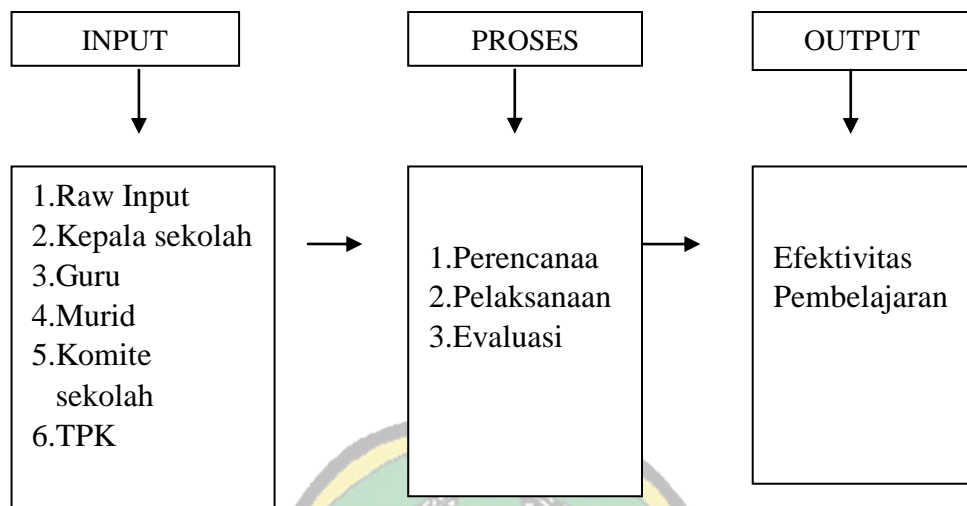 INPUT
PROSES
OUTPUT
1.Raw Input
2.Kepala sekolah
3.Guru
4.Murid
5.Komite
sekolah
6.TPK
1.Perencanaa
2.Pelaksanaan
3.Evaluasi
Efektivitas
Pembelajaran